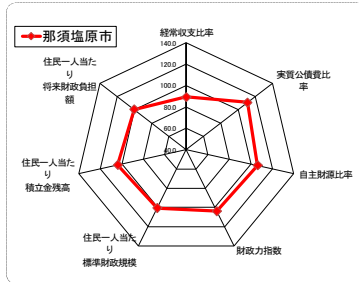 那須塩原市
経常収支比率
140.0
120.0
100.0
80.0
60.0
40.0
実質公債費比
率
自主財源比率
財政力指数
住民一人当た
り
標準財政規模
住民一人当た
り
積立金残高
住民一人当た
り
将来財政負担
額